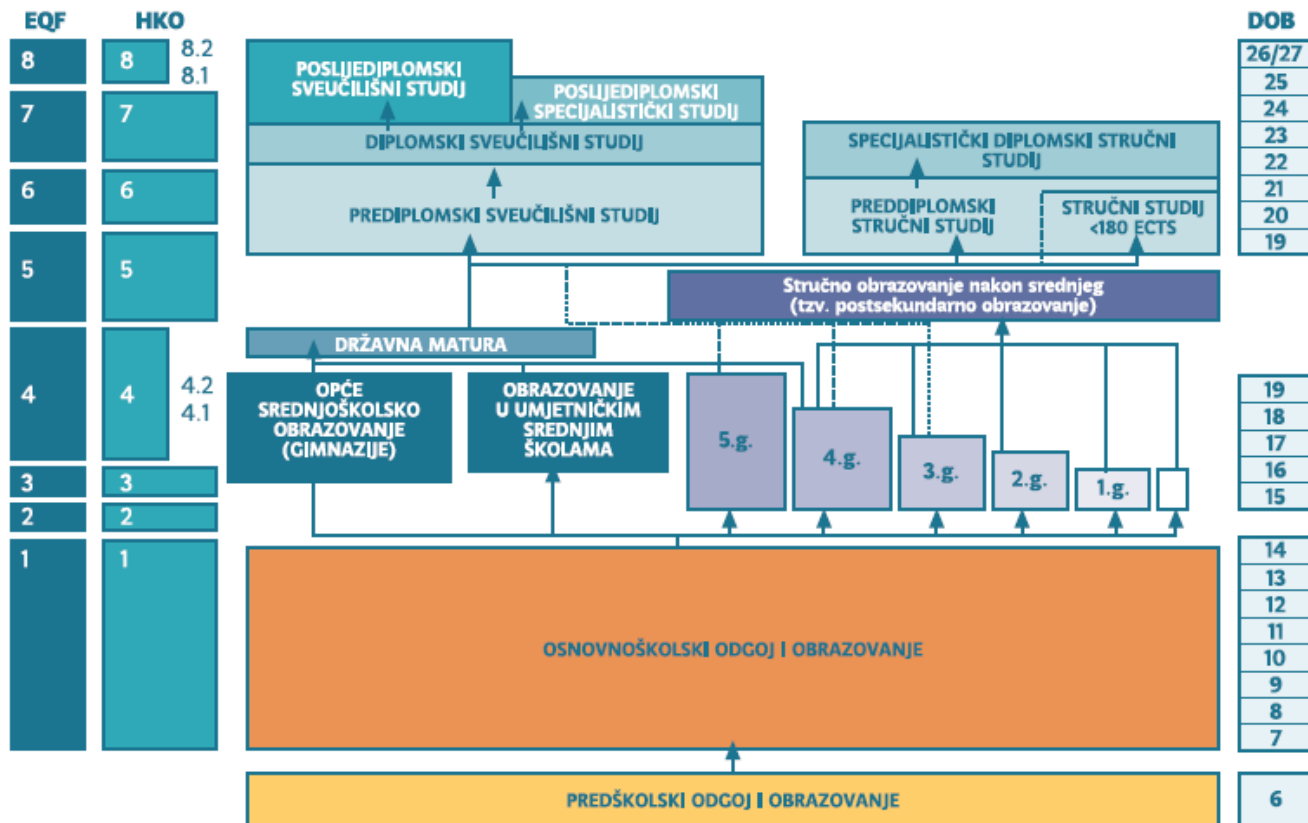 EQF HKO DOB
8 8 8.2
8.1
7 7
6 6
5 5
4 4 4.2
4.1
3 3
2 2
1 1
POSLIJEDIPLOMSKI
SVEUČILIŠNI STUDIJ
POSLIJEDIPLOMSKI
SPECIJALISTIČKI STUDIJ
DIPLOMSKI SVEUČILIŠNI STUDIJ
PREDIPLOMSKI SVEUČILIŠNI STUDIJ
SPECIJALISTIČKI DIPLOMSKI STRUČNI
STUDIJ
PREDDIPLOMSKI
STRUČNI STUDIJ
STRUČNI STUDIJ
<180 ECTS
Stručno obrazovanje nakon srednjeg
(tzv. postsekundarno obrazovanje)
DRŽAVNA MATURA
OPĆE
SREDNJOŠKOLSKO
OBRAZOVANJE
(GIMNAZIJE)
OBRAZOVANJE
U UMJETNIČKIM
SREDNJIM
ŠKOLAMA
5.g.
4.g.
3.g.
2.g.
1.g.
OSNOVNOŠKOLSKI ODGOJ I OBRAZOVANJE
PREDŠKOLSKI ODGOJ I OBRAZOVANJE
26/27
25
24
23
22
21
20
19
19
18
17
16
15
14
13
12
11
10
9
8
7
6